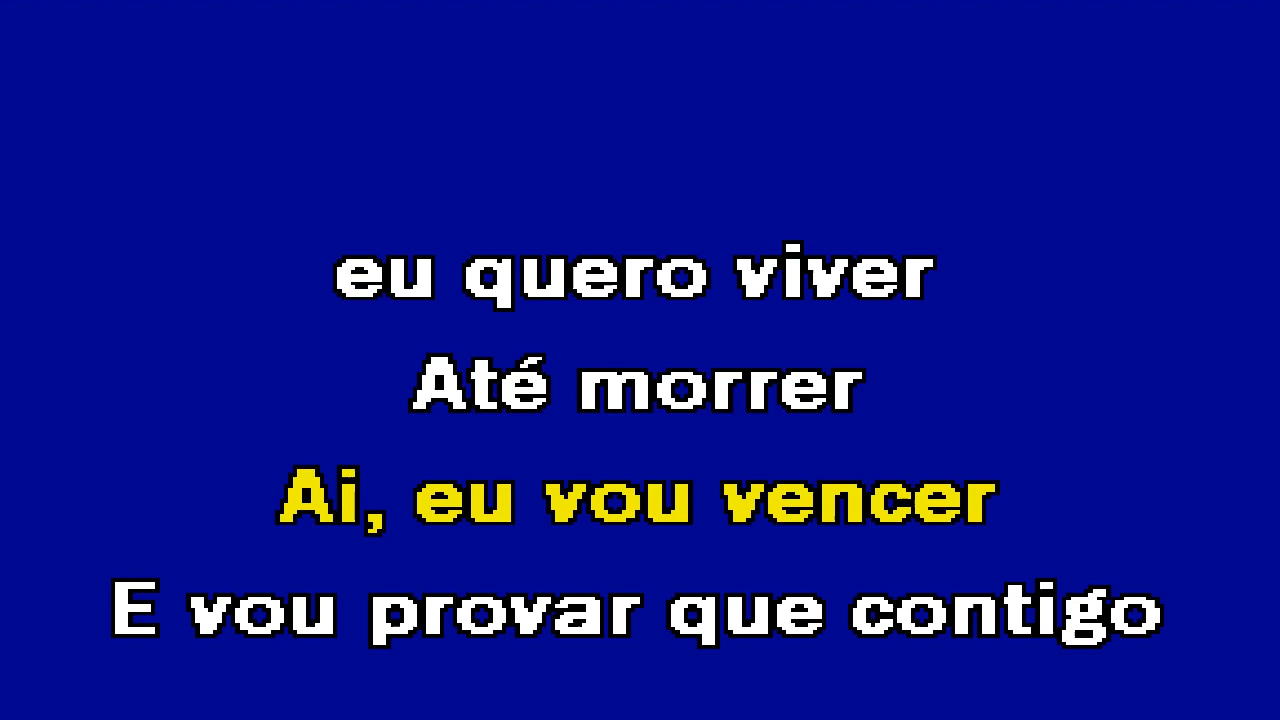 eu quero viver
Até morrer
Ai, eu vou vencer
E vou provar que contigo